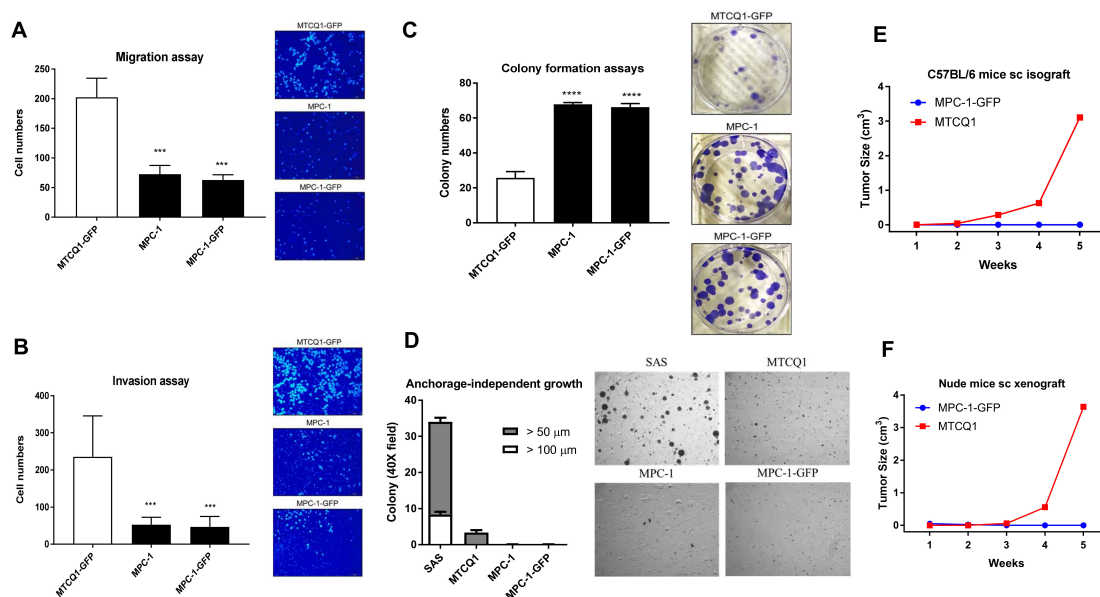 A
Migration assay
Cell numbers
250
200
150
100
50
0
***
***
MTCQ1-GFP
MPC-1
MPC-1-GFP
MTCQ1-GFP
MPC-1
MPC-1-GFP
B
Invasion assay
Cell numbers
400
300
200
100
0
***
***
MTCQ1-GFP
MPC-1
MPC-1-GFP
MTCQ1-GFP
MPC-1
MPC-1-GFP
C
Colony formation assays
Colony numbers
80
60
40
20
0
****
****
MTCQ1-GFP
MPC-1
MPC-1-GFP
MTCQ1-GFP
MPC-1
MPC-1-GFP
D
Anchorage-independent growth
Colony (40X field)
40
30
20
10
0
> 50 μm
> 100 μm
SAS
MTCQ1
MPC-1
MPC-1-GFP
SAS
MTCQ1
MPC-1
MPC-1-GFP
E
C57BL/6 mice sc isograft
Tumor Size (cm³)
4
3
2
1
0
MPC-1-GFP
MTCQ1
1 2 3 4 5
Weeks
F
Nude mice sc xenograft
Tumor Size (cm³)
4
3
2
1
0
MPC-1-GFP
MTCQ1
1 2 3 4 5
Weeks